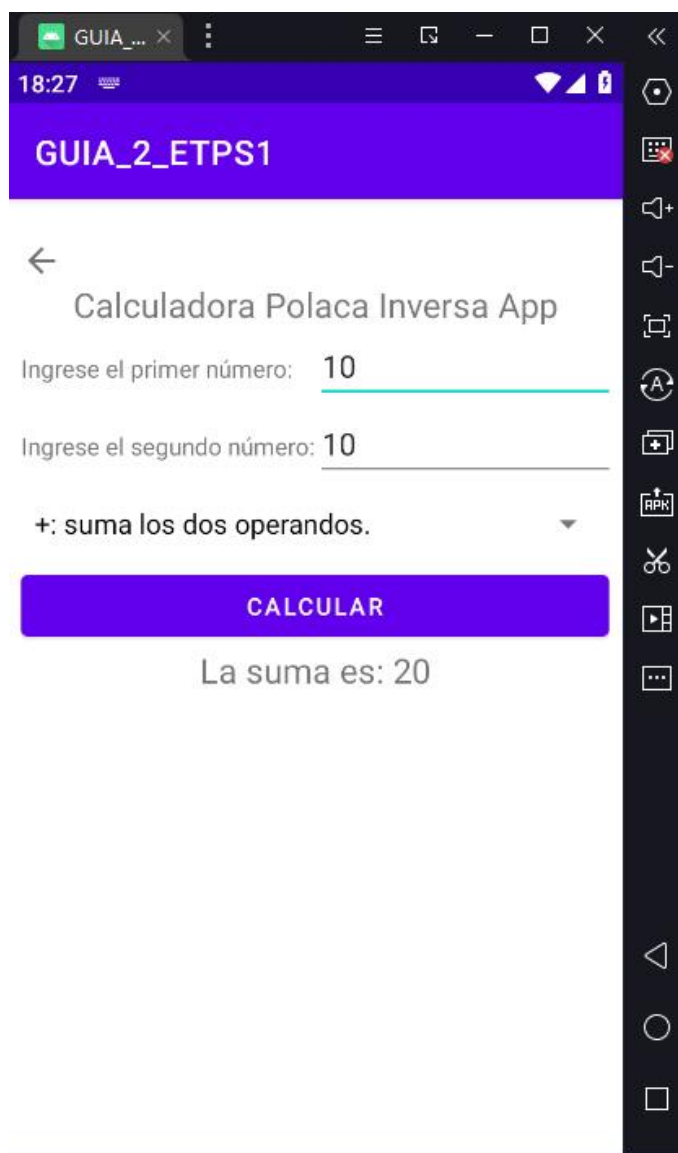 GUIA_...
18:27
GUIA_2_ETPS1
Calculadora Polaca Inversa App
Ingrese el primer número: 10
Ingrese el segundo número: 10
+: suma los dos operandos.
CALCULAR
La suma es: 20
A
APK